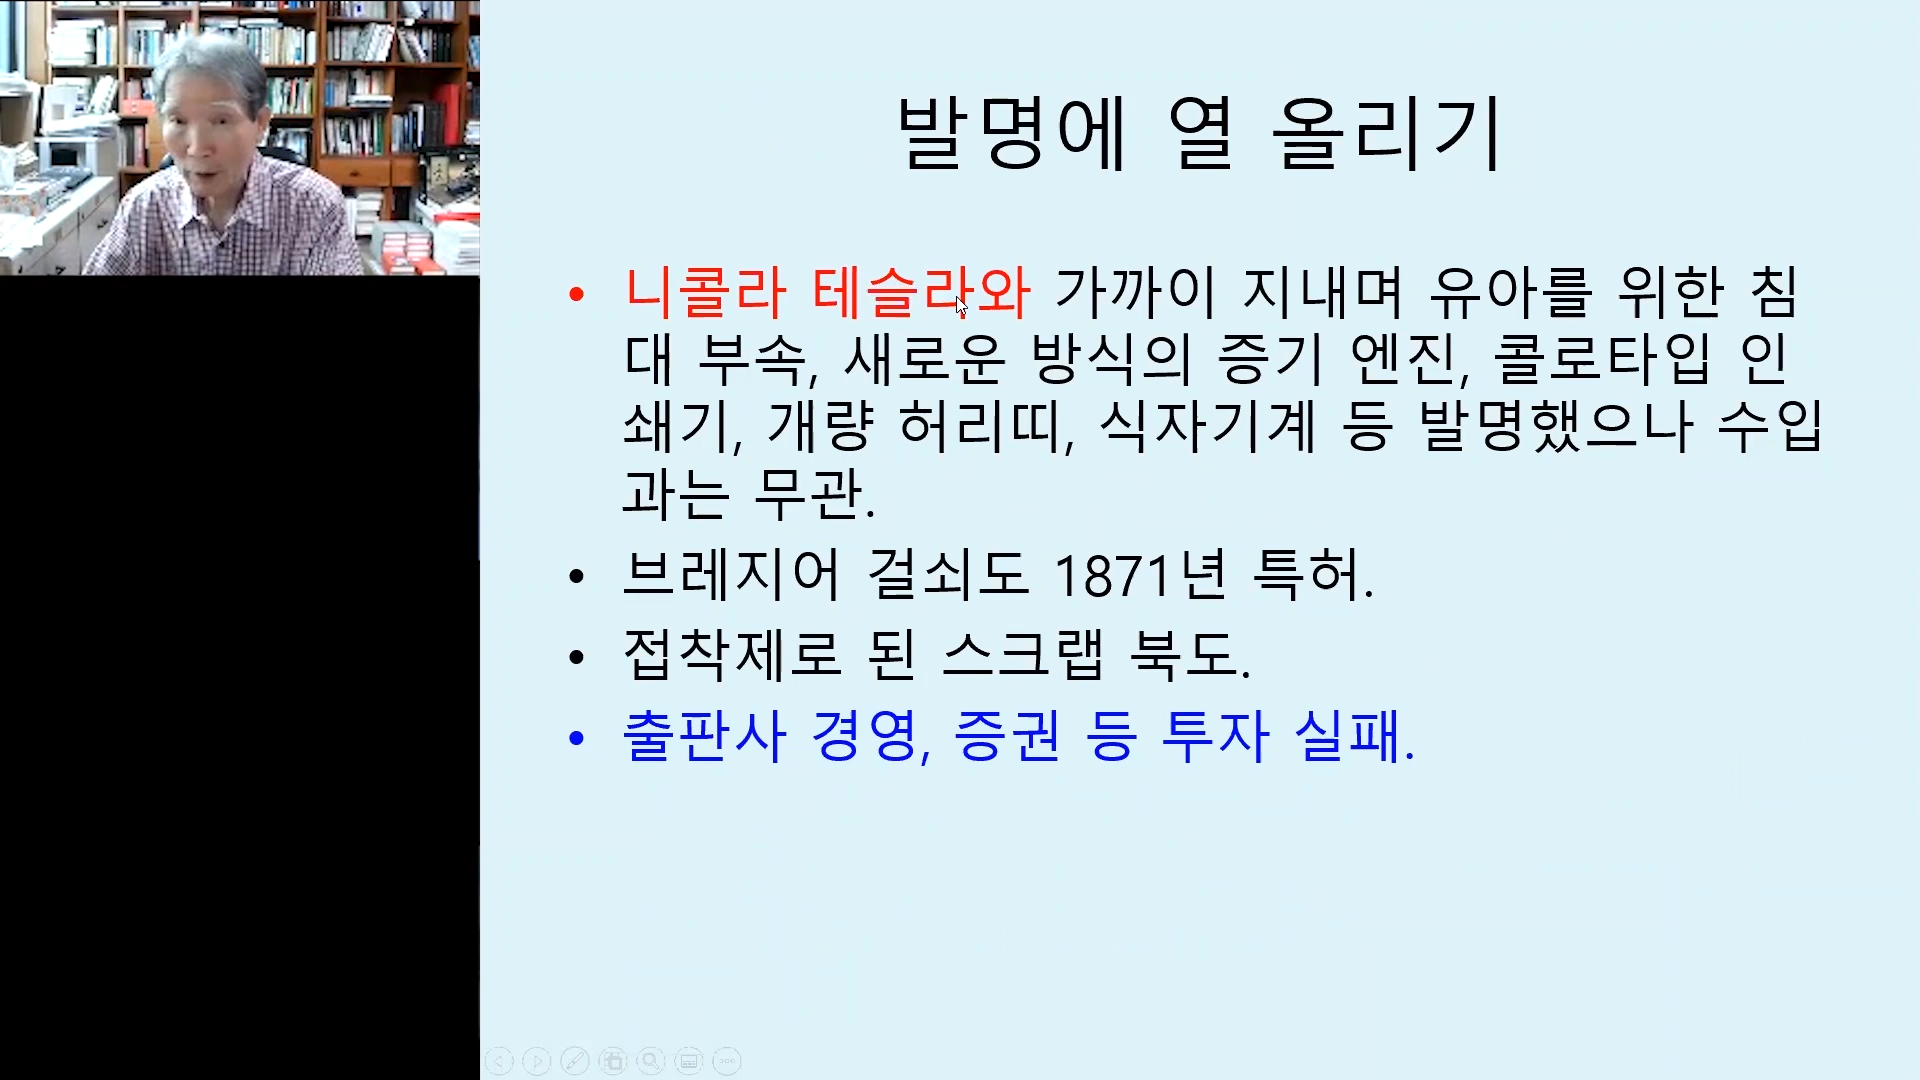 발명에 열 올리기
• 니콜라 테슬라와 가까이 지내며 유아를 위한 침
대 부속, 새로운 방식의 증기 엔진, 콜로타입 인
쇄기, 개량 허리띠, 식자기계 등 발명했으나 수입
과는 무관.
• 브레지어 걸쇠도 1871년 특허.
• 접착제로 된 스크랩 북도.
• 출판사 경영, 증권 등 투자 실패.